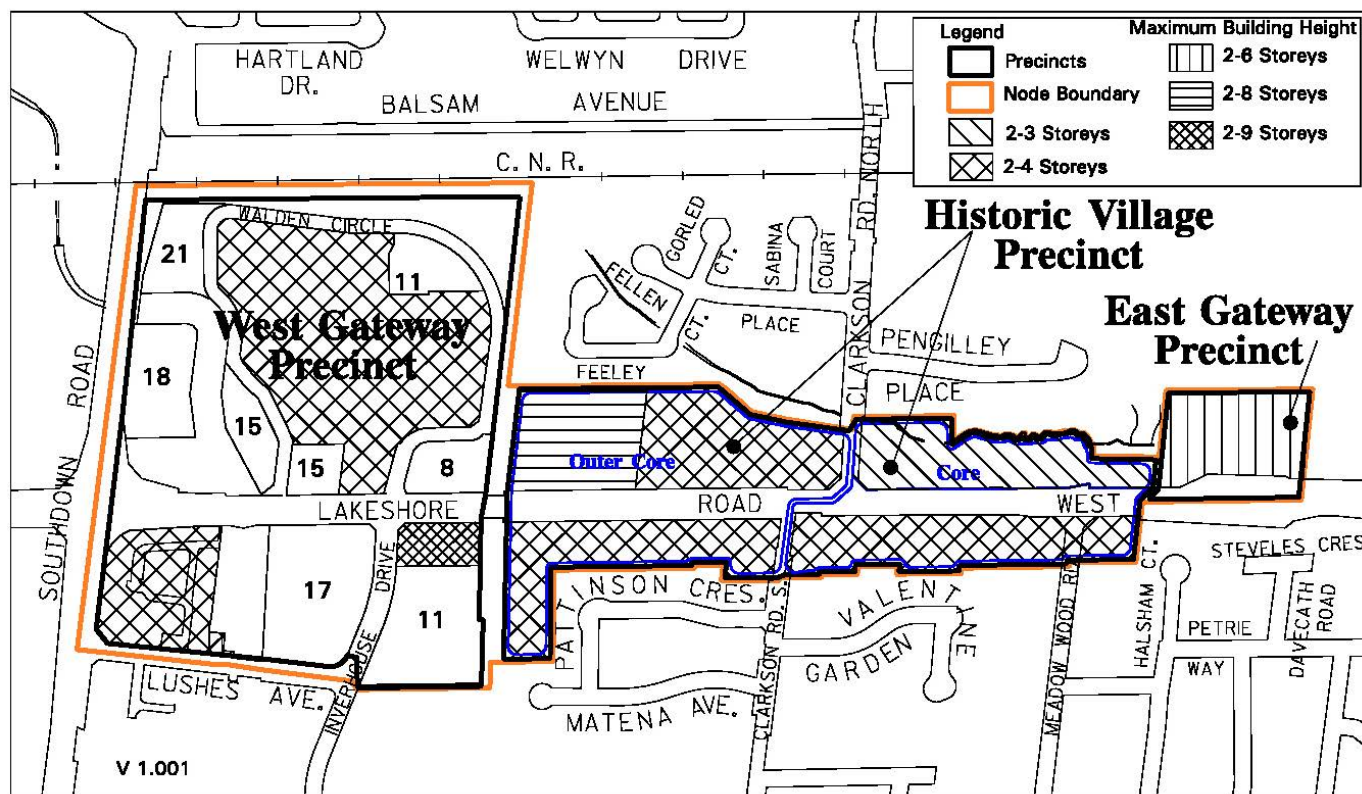 Legend
Precincts
Node Boundary
2-3 Storeys
2-4 Storeys
Maximum Building Height
2-6 Storeys
2-8 Storeys
2-9 Storeys
HARTLAND
DR.
WELWYN DRIVE
BALSAM AVENUE
C. N. R.
CLARKSON RD. NORTH
Historic Village
Precinct
East Gateway
Precinct
West Gateway
Precinct
WALDEN CIRCLE
21
11
18
15
15
8
GORLED
CT.
FELLEN
CT.
SABINA
COURT
PLACE
FEELEY
PENGILLEY
PLACE
SOUTHDOWN ROAD
Outer Core
Core
LAKESHORE ROAD WEST
17
11
INVERHOUSE DRIVE
LUSHES AVE.
PATTINSON CRES.
MATENA AVE.
CLARKSON RD. S.
VALENTINE
GARDEN
MEADOW WOOD RD
HALSHAM CT.
STEVELES CRES
PETRIE
WAY
DAVECATH
ROAD
V 1.001